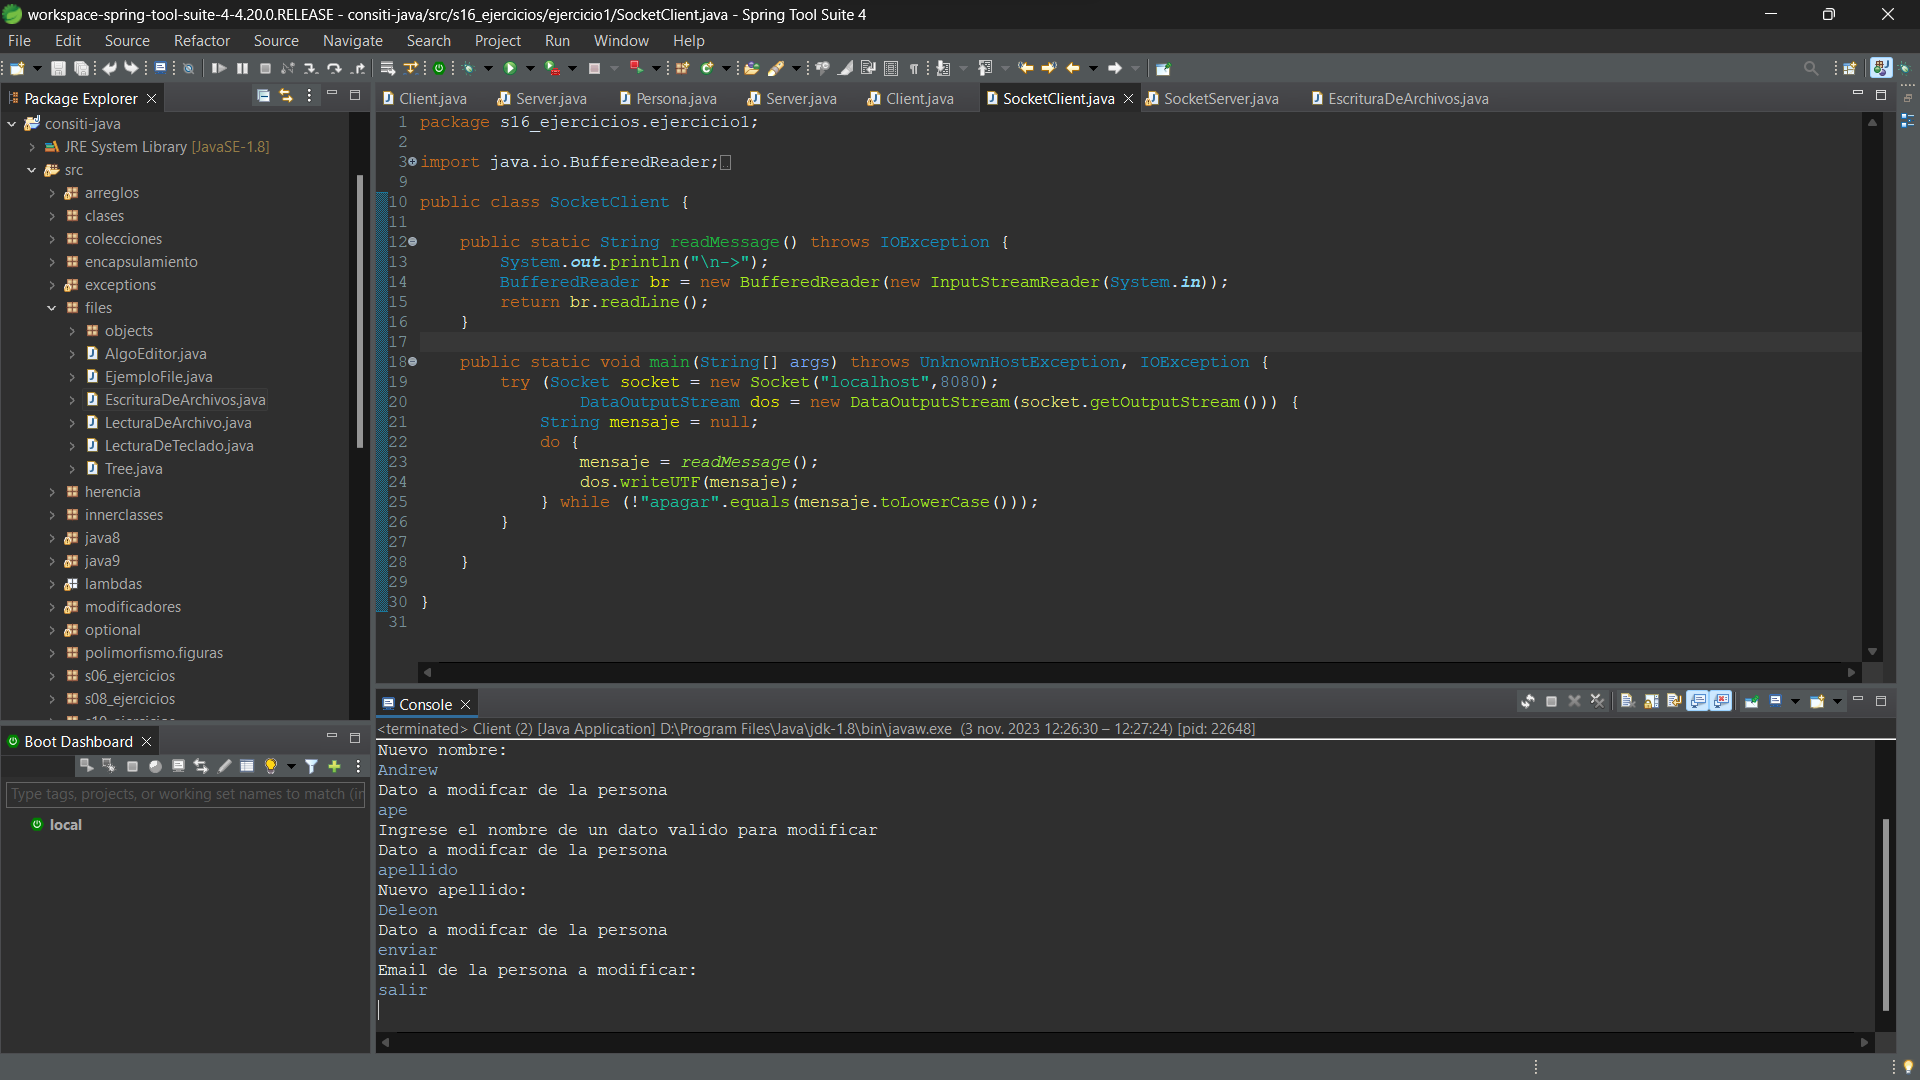 workspace-spring-tool-suite-4-4.20.0.RELEASE - consiti-java/src/s16_ejercicios/ejercicio1/SocketClient.java - Spring Tool Suite 4
File Edit Source Refactor Source Navigate Search Project Run Window Help
Package Explorer
consiti-java
JRE System Library [JavaSE-1.8]
src
arreglos
clases
colecciones
encapsulamiento
exceptions
files
objects
AlgoEditor.java
EjemploFile.java
EscrituraDeArchivos.java
LecturaDeArchivo.java
LecturaDeTeclado.java
Tree.java
herencia
innerclasses
java8
java9
lambdas
modificadores
optional
polimorfismo.figuras
s06_ejercicios
s08_ejercicios
Boot Dashboard
Type tags, projects, or working set names to match (in
local
Client.java Server.java Persona.java Server.java Client.java SocketClient.java SocketServer.java EscrituraDeArchivos.java
1 package s16_ejercicios.ejercicio1;
2
3 import java.io.BufferedReader;
9
10 public class SocketClient {
11
12 public static String readMessage() throws IOException {
13 System.out.println("\n->");
14 BufferedReader br = new BufferedReader(new InputStreamReader(System.in));
15 return br.readLine();
16 }
17
18 public static void main(String[] args) throws UnknownHostException, IOException {
19 try (Socket socket = new Socket("localhost",8080);
20 DataOutputStream dos = new DataOutputStream(socket.getOutputStream())) {
21 String mensaje = null;
22 do {
23 mensaje = readMessage();
24 dos.writeUTF(mensaje);
25 } while (!"apagar".equals(mensaje.toLowerCase()));
26 }
27
28 }
29
30 }
31
Console
<terminated> Client (2) [Java Application] D:\Program Files\Java\jdk-1.8\bin\javaw.exe (3 nov. 2023 12:26:30 – 12:27:24) [pid: 22648]
Nuevo nombre:
Andrew
Dato a modifcar de la persona
ape
Ingrese el nombre de un dato valido para modificar
Dato a modifcar de la persona
apellido
Nuevo apellido:
Deleon
Dato a modifcar de la persona
enviar
Email de la persona a modificar:
salir